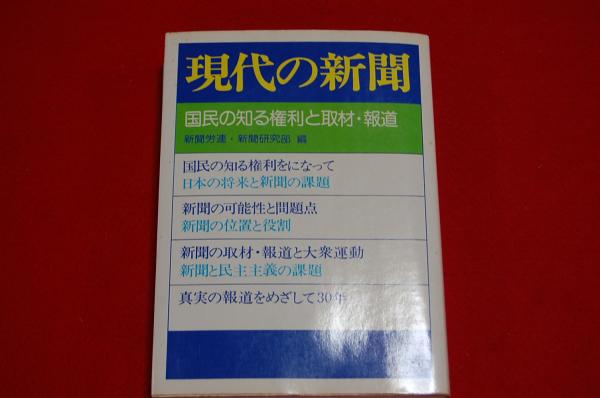 現代の新聞
国民の知る権利と取材・報道
新聞労連・新聞研究部 編
国民の知る権利をになって
日本の将来と新聞の課題
新聞の可能性と問題点
新聞の位置と役割
新聞の取材・報道と大衆運動
新聞と民主主義の課題
真実の報道をめざして30年